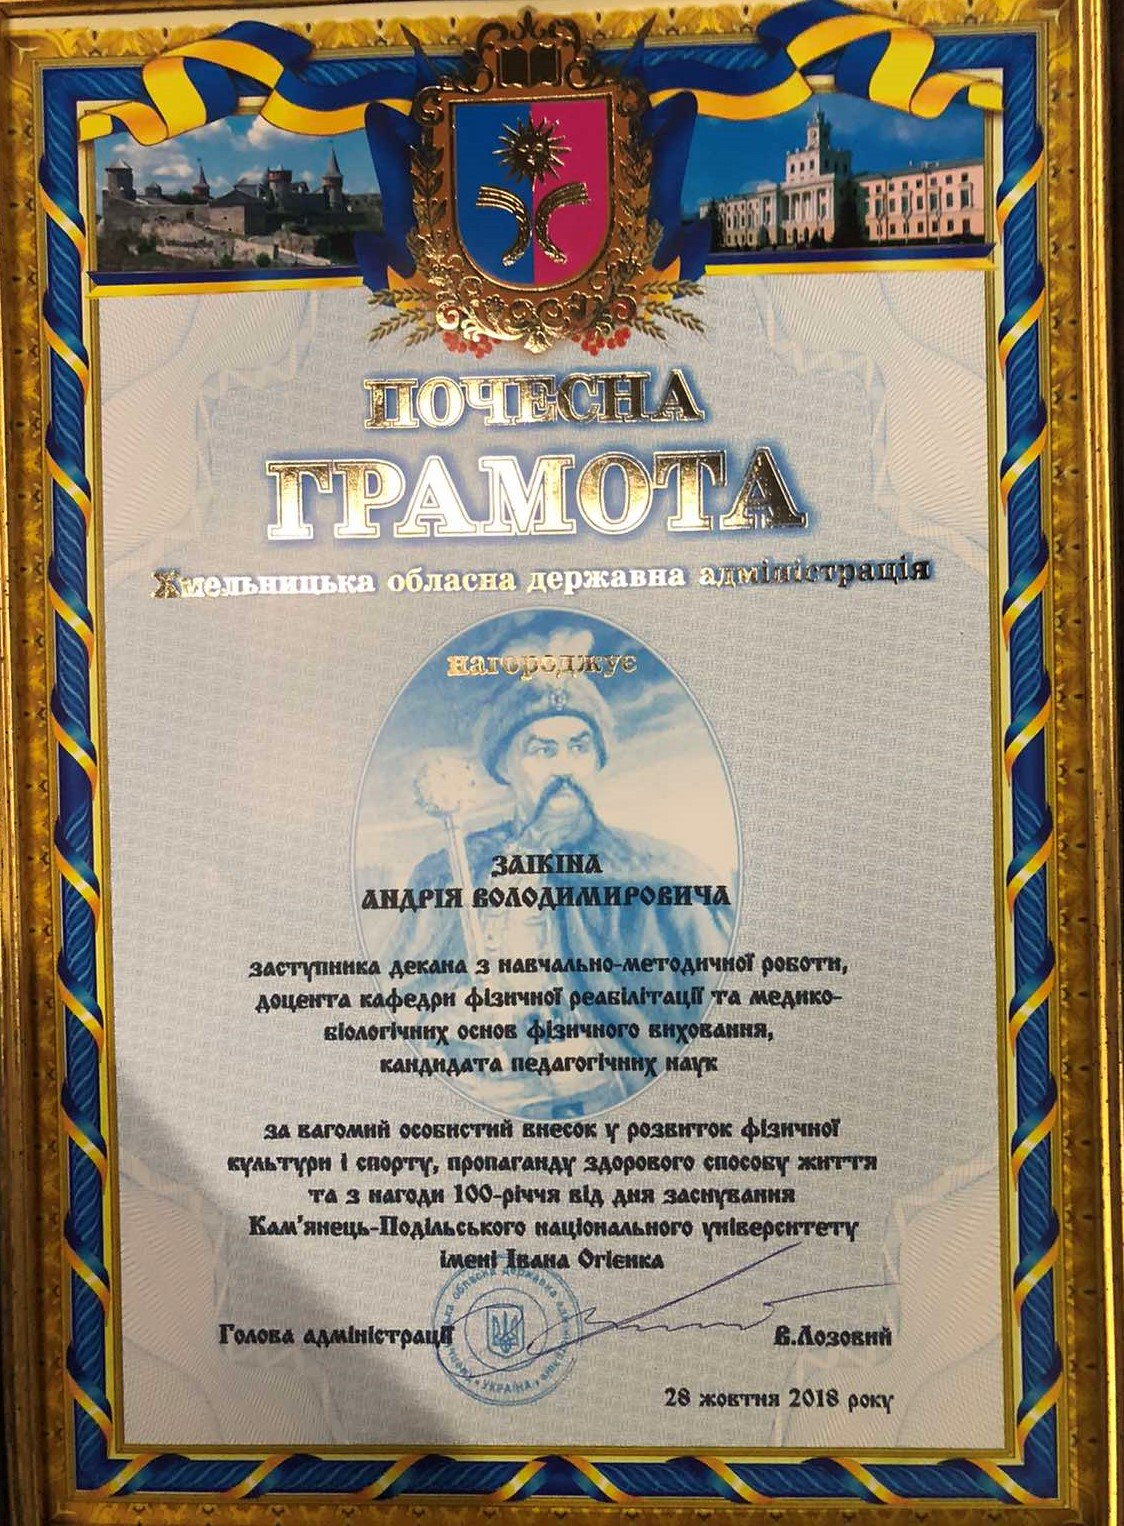 ПОЧЕСНА
ГРАМОТА
Хмельницька обласна державна адміністрація
нагороджує
ЗАІКІНА
АНДРІЯ ВОЛОДИМИРОВИЧА
заступника декана з навчально-методичної роботи,
доцента кафедри фізичної реабілітації та медико-
біологічних основ фізичного виховання,
кандидата педагогічних наук
за вагомий особистий внесок у розвиток фізичної
культури і спорту, пропаганду здорового способу життя
та з нагоди 100-річчя від дня заснування
Кам'янець-Подільського національного університету
імені Івана Огієнка
обласна державна
УКРАЇНА
Голова адміністрації
В.Лозовий
28 жовтня 2018 року